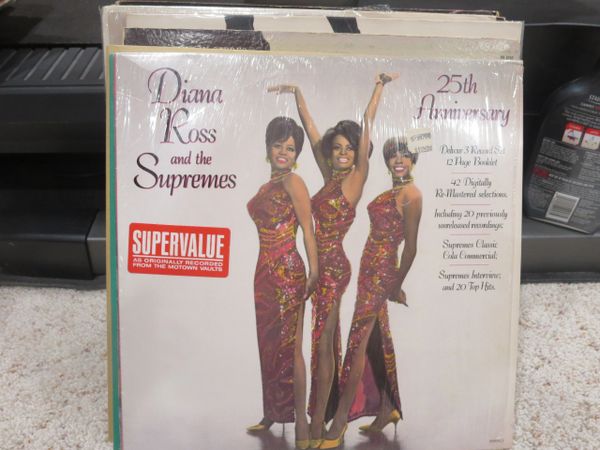 Diana
Ross
and the
Supremes
25th
Anniversary
Deluxe 3 Record Set
12 Page Booklet
42 Digitally
Re-Mastered selections.
Including 20 previously
unreleased recordings;
Supremes Classic
Cola Commercial;
Supremes Interview;
and 20 Top Hits.
SUPERVALUE
AS ORIGINALLY RECORDED
FROM THE MOTOWN VAULTS